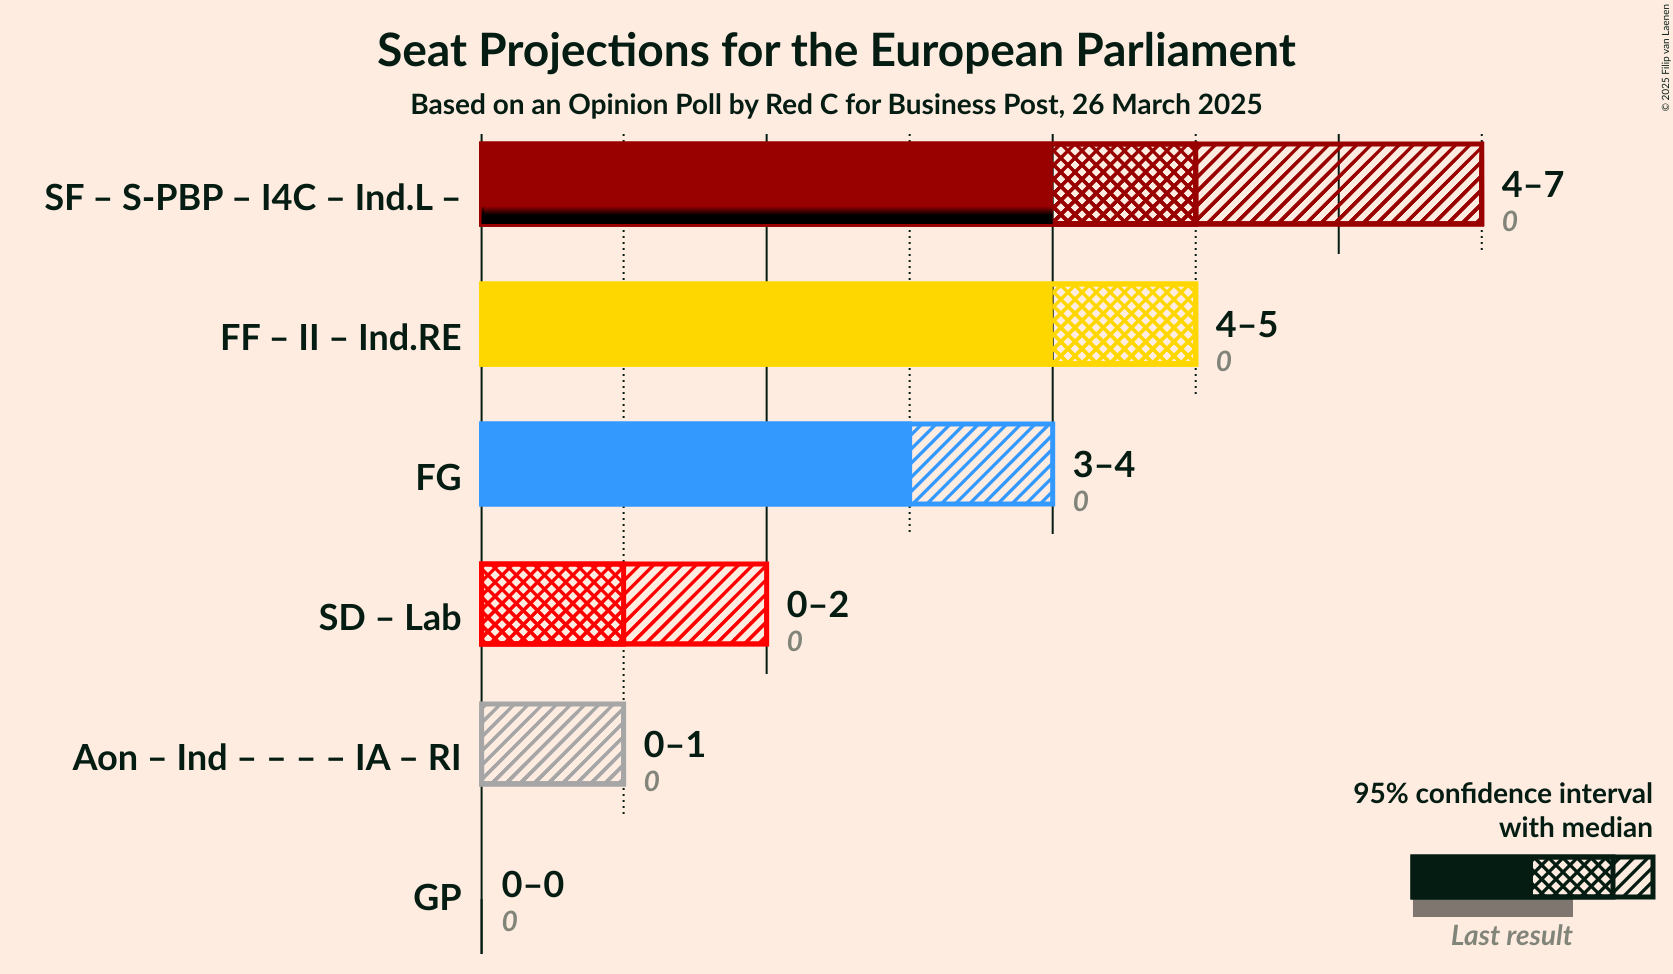 Seat Projections for the European Parliament
Based on an Opinion Poll by Red C for Business Post, 26 March 2025
© 2025 Filip van Laenen
SF – S-PBP – I4C – Ind.L –
4–7
0
FF – II – Ind.RE
4–5
0
FG
3–4
0
SD – Lab
0–2
0
Aon – Ind – – – – IA – RI
0–1
0
GP
0–0
0
95% confidence interval
with median
Last result